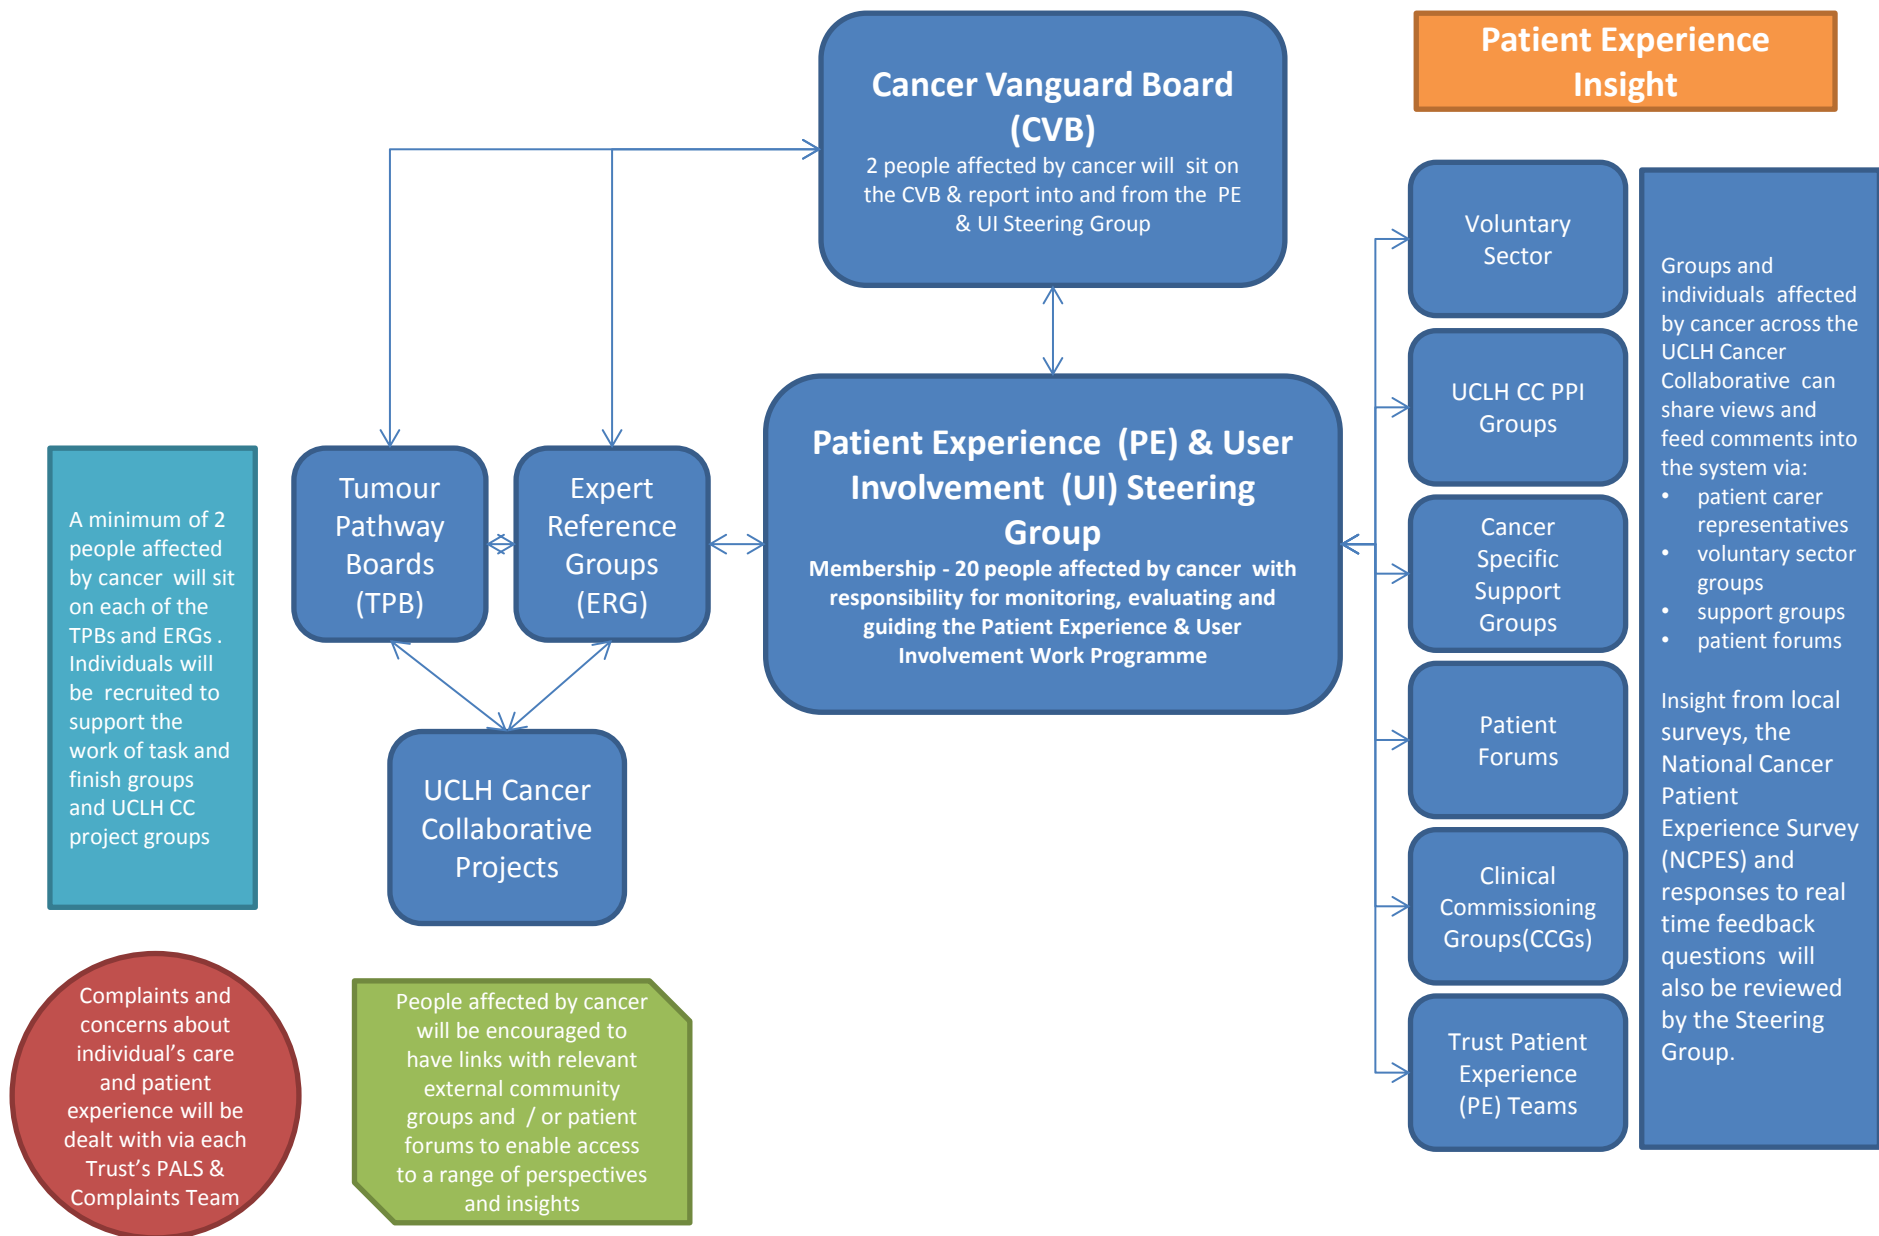 Cancer Vanguard Board
(CVB)
2 people affected by cancer will sit on
the CVB & report into and from the PE
& UI Steering Group
Patient Experience
Insight
Voluntary
Sector
UCLH CC PPI
Groups
Cancer
Specific
Support
Groups
Patient
Forums
Clinical
Commissioning
Groups(CCGs)
Trust Patient
Experience
(PE) Teams
Groups and
individuals affected
by cancer across the
UCLH Cancer
Collaborative can
share views and
feed comments into
the system via:
• patient carer
representatives
• voluntary sector
groups
• support groups
• patient forums
Insight from local
surveys, the
National Cancer
Patient
Experience Survey
(NCPES) and
responses to real
time feedback
questions will
also be reviewed
by the Steering
Group.
Patient Experience (PE) & User
Involvement (UI) Steering
Group
Membership - 20 people affected by cancer with
responsibility for monitoring, evaluating and
guiding the Patient Experience & User
Involvement Work Programme
Tumour
Pathway
Boards
(TPB)
Expert
Reference
Groups
(ERG)
UCLH Cancer
Collaborative
Projects
A minimum of 2
people affected
by cancer will sit
on each of the
TPBs and ERGs .
Individuals will
be recruited to
support the
work of task and
finish groups
and UCLH CC
project groups
Complaints and
concerns about
individual’s care
and patient
experience will be
dealt with via each
Trust’s PALS &
Complaints Team
People affected by cancer
will be encouraged to
have links with relevant
external community
groups and / or patient
forums to enable access
to a range of perspectives
and insights